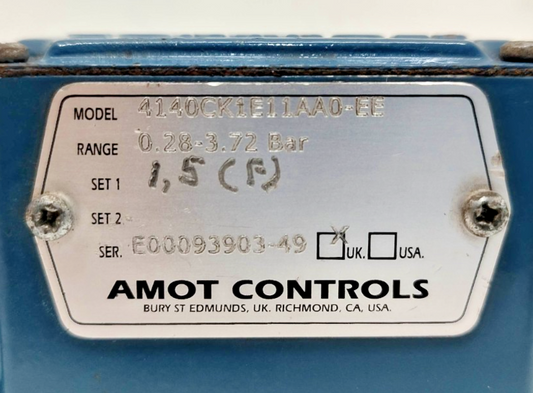 MODEL 4140CK1E11AA0-EE
RANGE 0.28-3.72 Bar
SET 1 1,5 (F)
SET 2
SER. E00093903-49 X UK. USA.
AMOT CONTROLS
BURY ST EDMUNDS, UK. RICHMOND, CA, USA.